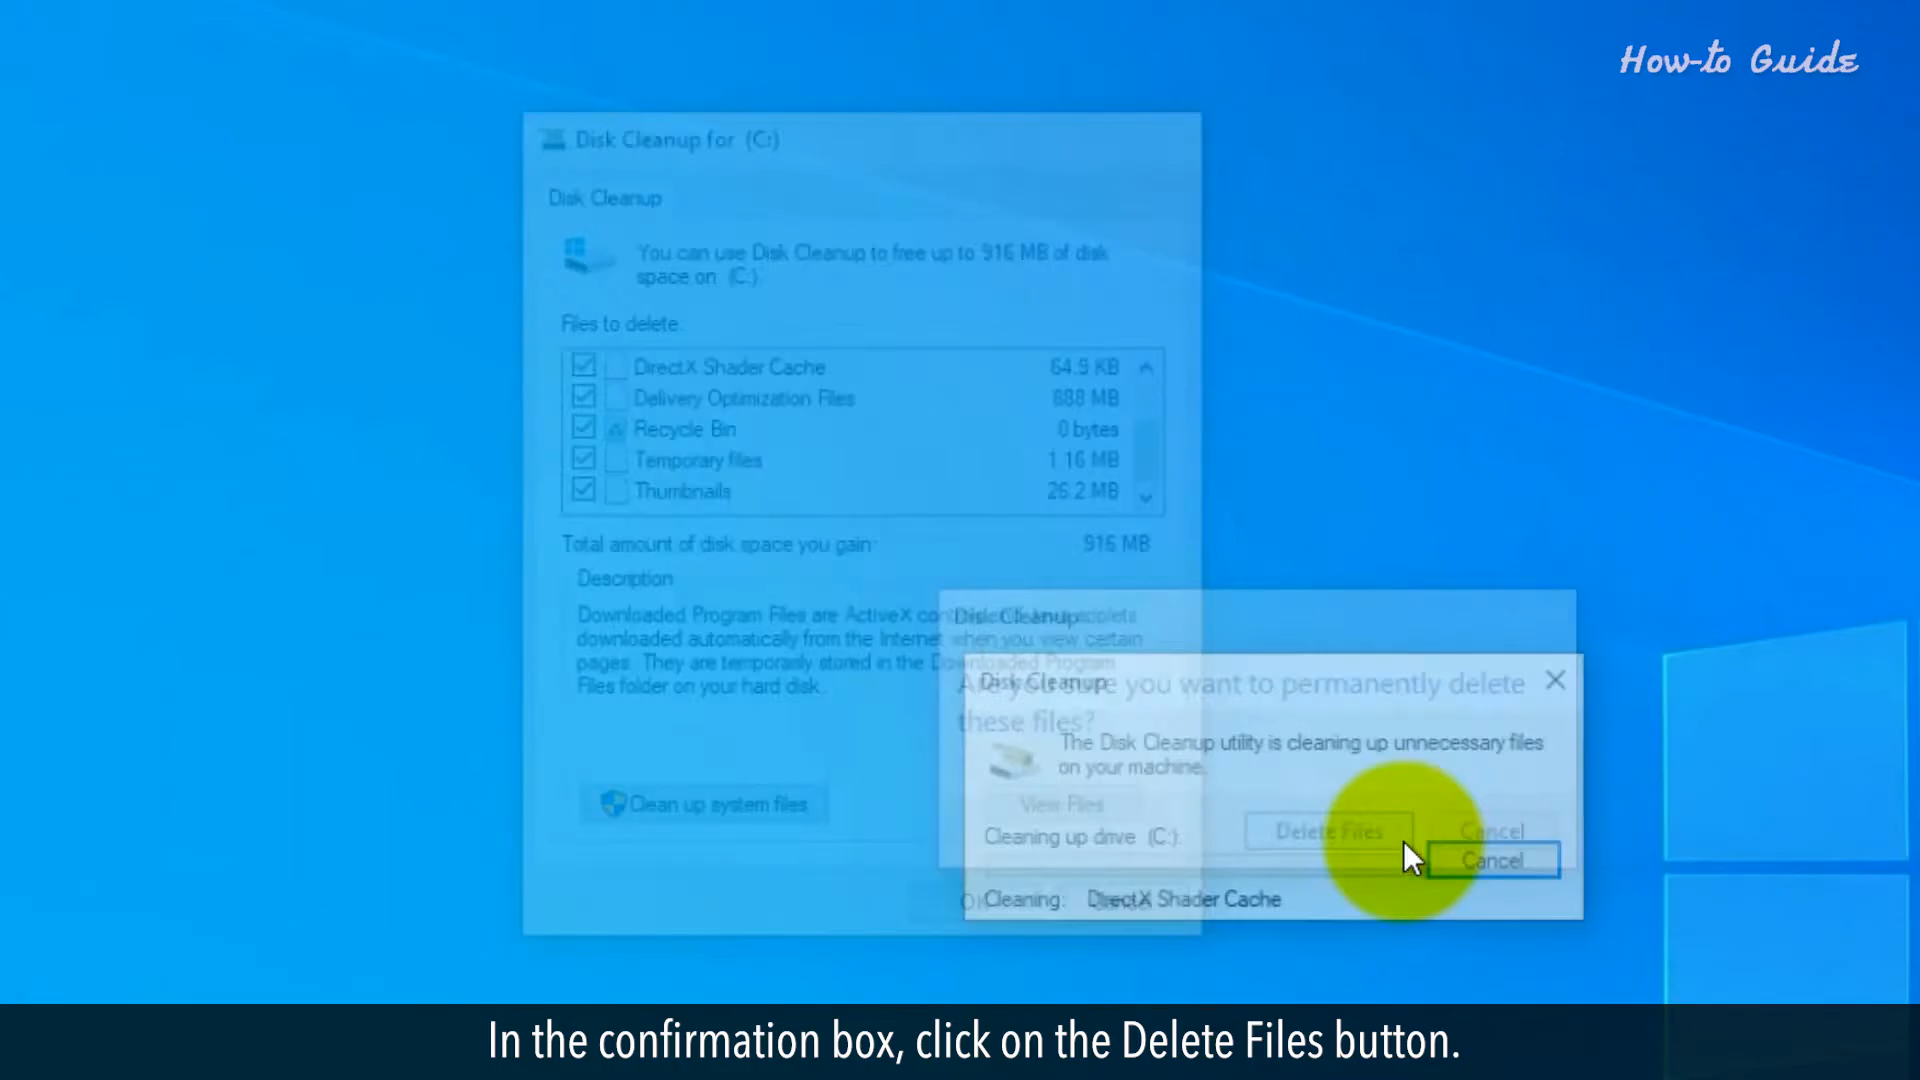 How-to Guide
Disk Cleanup for (C:)
Disk Cleanup
You can use Disk Cleanup to free up to 916 MB of disk
space on (C:).
Files to delete:
DirectX Shader Cache 64.9 KB
Delivery Optimization Files 888 MB
Recycle Bin 0 bytes
Temporary files 1.16 MB
Thumbnails 26.2 MB
Total amount of disk space you gain: 916 MB
Description
Downloaded Program Files are ActiveX
downloaded automatically from the Internet when you view certain
pages. They are temporarily stored in the Downloaded Program
Files folder on your hard disk.
Clean up system files
View Files
Disk Cleanup
Are you sure you want to permanently delete
these files?
Delete Files Cancel
Disk Cleanup
The Disk Cleanup utility is cleaning up unnecessary files
on your machine.
Cleaning up drive (C:).
Cancel
Cleaning: DirectX Shader Cache
In the confirmation box, click on the Delete Files button.